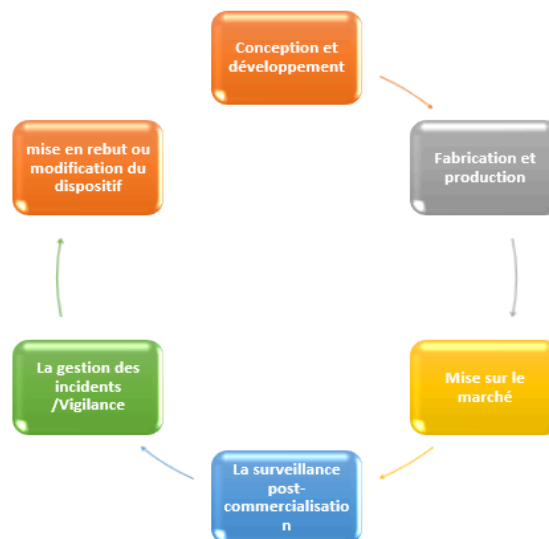 Conception et
développement
Fabrication et
production
Mise sur le
marché
La surveillance
post-
commercialisatio
n
La gestion des
incidents
/Vigilance
mise en rebut ou
modification du
dispositif